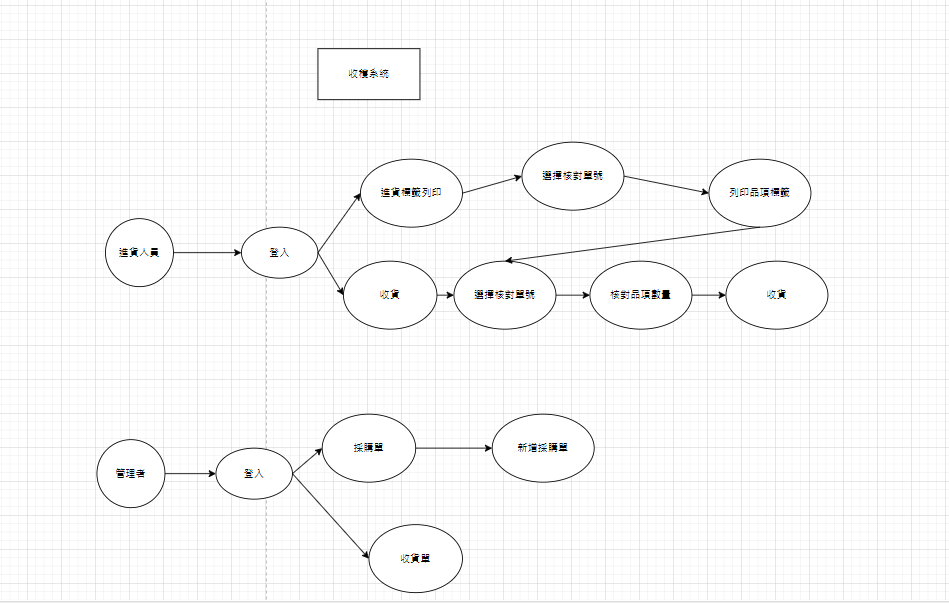 收穫系統
進貨標籤列印
選擇核對單號
列印品項標籤
進貨人員
登入
收貨
選擇核對單號
核對品項數量
收貨
管理者
登入
採購單
新增採購單
收貨單